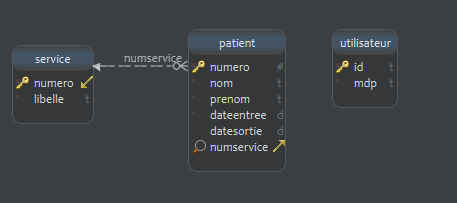 service
numero
libelle t
numservice
patient
numero #
nom t
prenom t
dateentree d
datesortie d
numservice
utilisateur
id t
mdp t